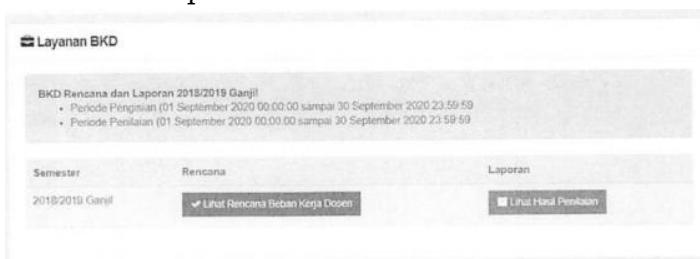 Layanan BKD
BKD Rencana dan Laporan 2018/2019 Ganjil
• Periode Pengisian (01 September 2020 00:00:00 sampai 30 September 2020 23:59:59
• Periode Penilaian (01 September 2020 00:00:00 sampai 30 September 2020 23:59:59
Semester Rencana Laporan
2018/2019 Ganjil Lihat Rencana Beban Kerja Dosen Lihat Hasil Penilaian